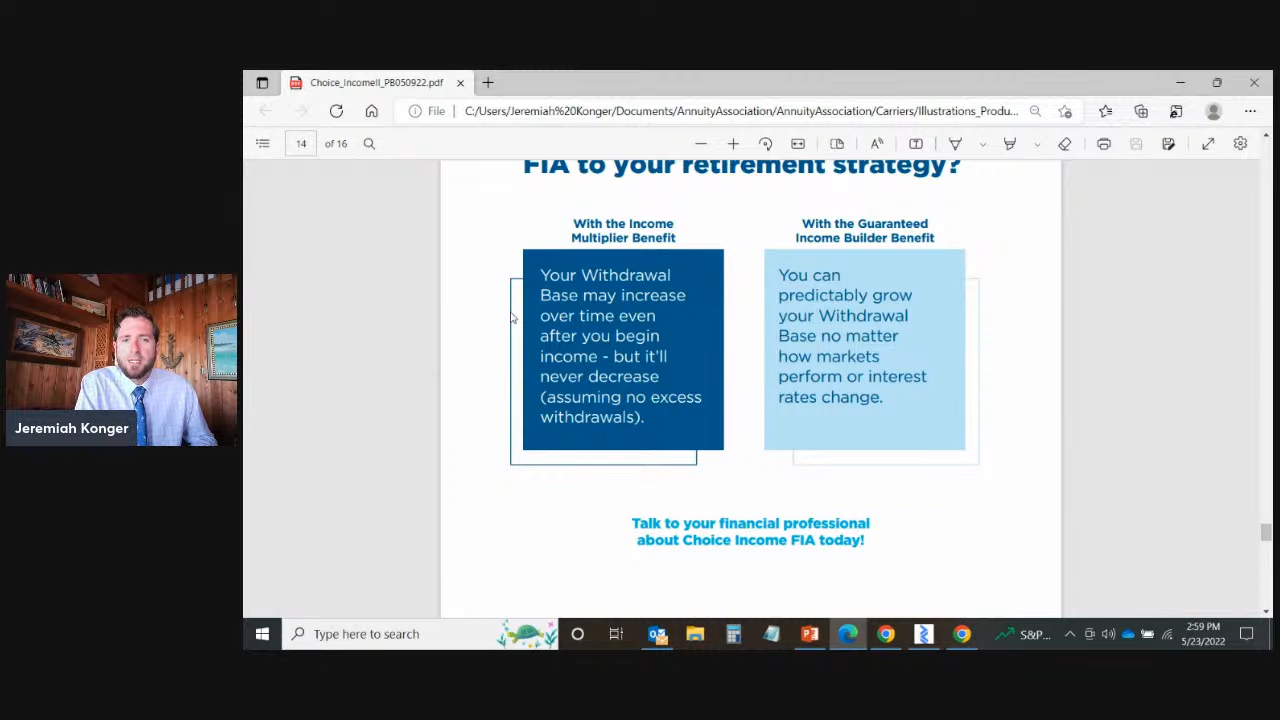 Choice_IncomeII_PB050922.pdf
File
C:/Users/Jeremiah%20Konger/Documents/AnnuityAssociation/AnnuityAssociation/Carriers/Illustrations_Produ...
14 of 16
FIA to your retirement strategy?
With the Income
Multiplier Benefit
Your Withdrawal
Base may increase
over time even
after you begin
income - but it'll
never decrease
(assuming no excess
withdrawals).
With the Guaranteed
Income Builder Benefit
You can
predictably grow
your Withdrawal
Base no matter
how markets
perform or interest
rates change.
Talk to your financial professional
about Choice Income FIA today!
Jeremiah Konger
Type here to search
S&P...
2:59 PM
5/23/2022